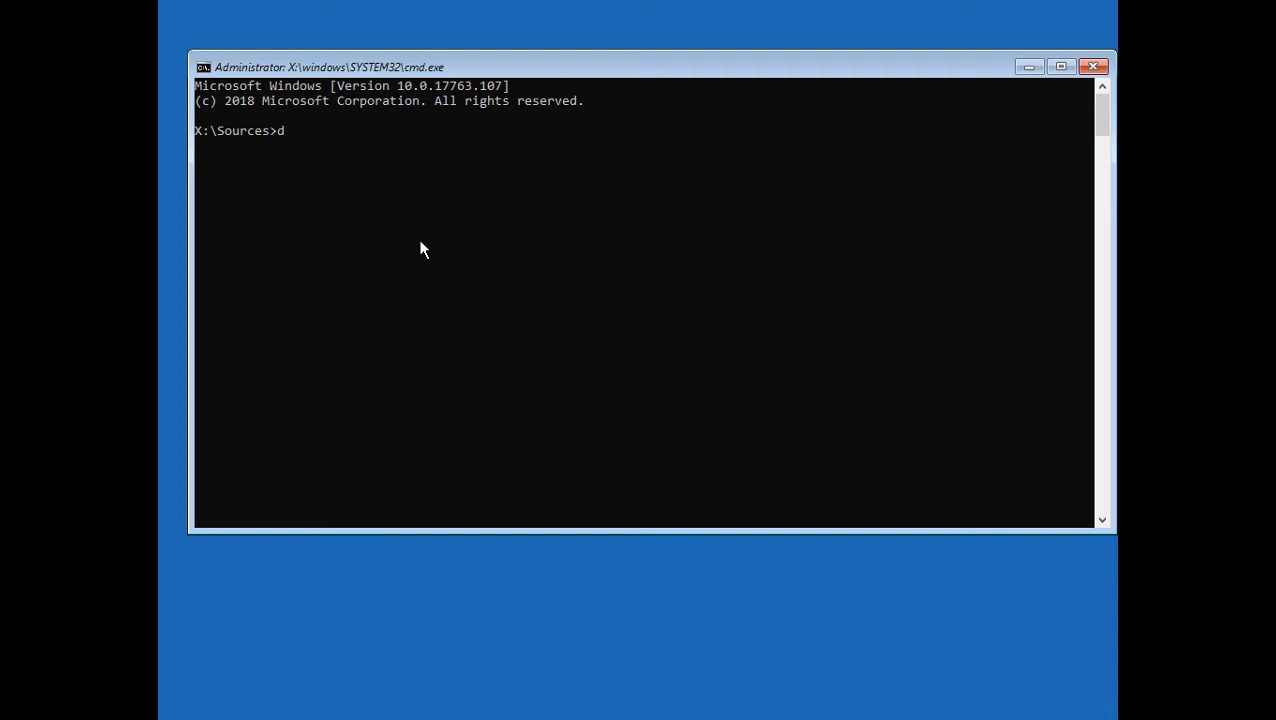 Administrator: X:\windows\SYSTEM32\cmd.exe
Microsoft Windows [Version 10.0.17763.107]
(c) 2018 Microsoft Corporation. All rights reserved.
X:\Sources>d